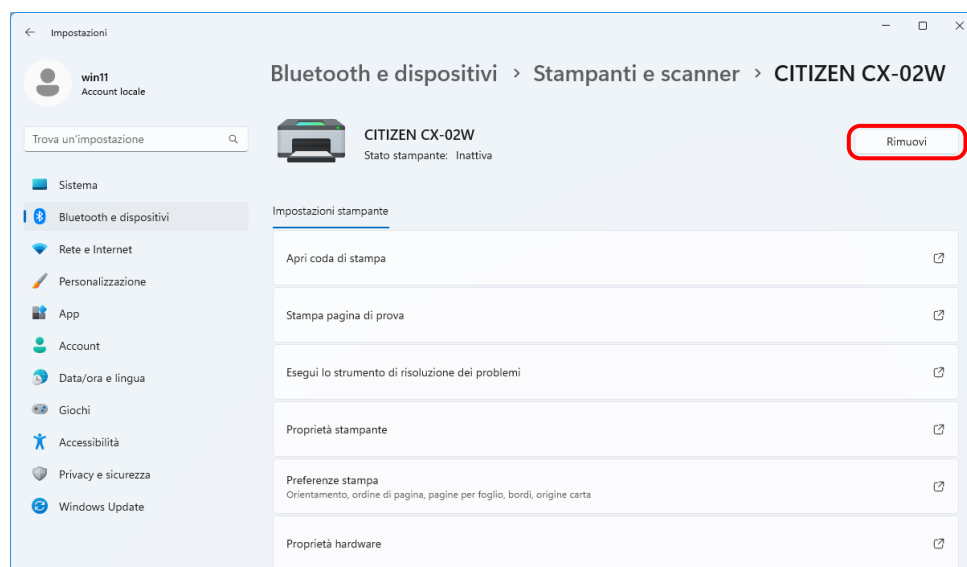 Impostazioni
win11
Account locale
Trova un'impostazione
Sistema
Bluetooth e dispositivi
Rete e Internet
Personalizzazione
App
Account
Data/ora e lingua
Giochi
Accessibilità
Privacy e sicurezza
Windows Update
Bluetooth e dispositivi > Stampanti e scanner > CITIZEN CX-02W
CITIZEN CX-02W
Stato stampante: Inattiva
Rimuovi
Impostazioni stampante
Apri coda di stampa
Stampa pagina di prova
Esegui lo strumento di risoluzione dei problemi
Proprietà stampante
Preferenze stampa
Orientamento, ordine di pagina, pagine per foglio, bordi, origine carta
Proprietà hardware